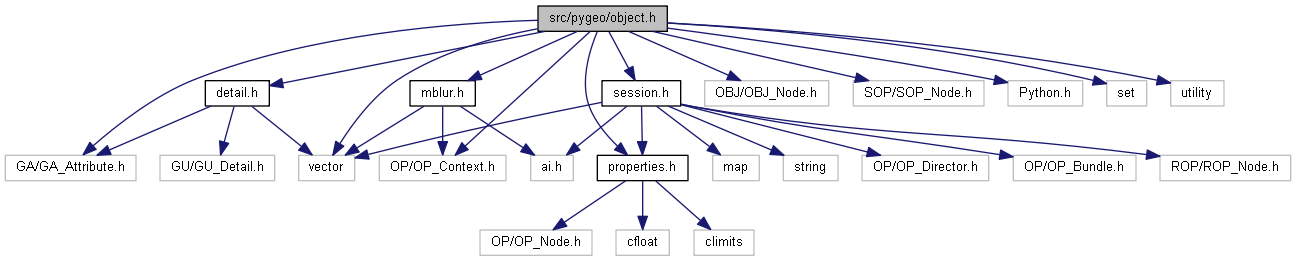 src/pygeo/object.h
detail.h
mblur.h
session.h
OBJ/OBJ_Node.h
SOP/SOP_Node.h
Python.h
set
utility
GA/GA_Attribute.h
GU/GU_Detail.h
vector
OP/OP_Context.h
ai.h
properties.h
map
string
OP/OP_Director.h
OP/OP_Bundle.h
ROP/ROP_Node.h
OP/OP_Node.h
cfloat
climits